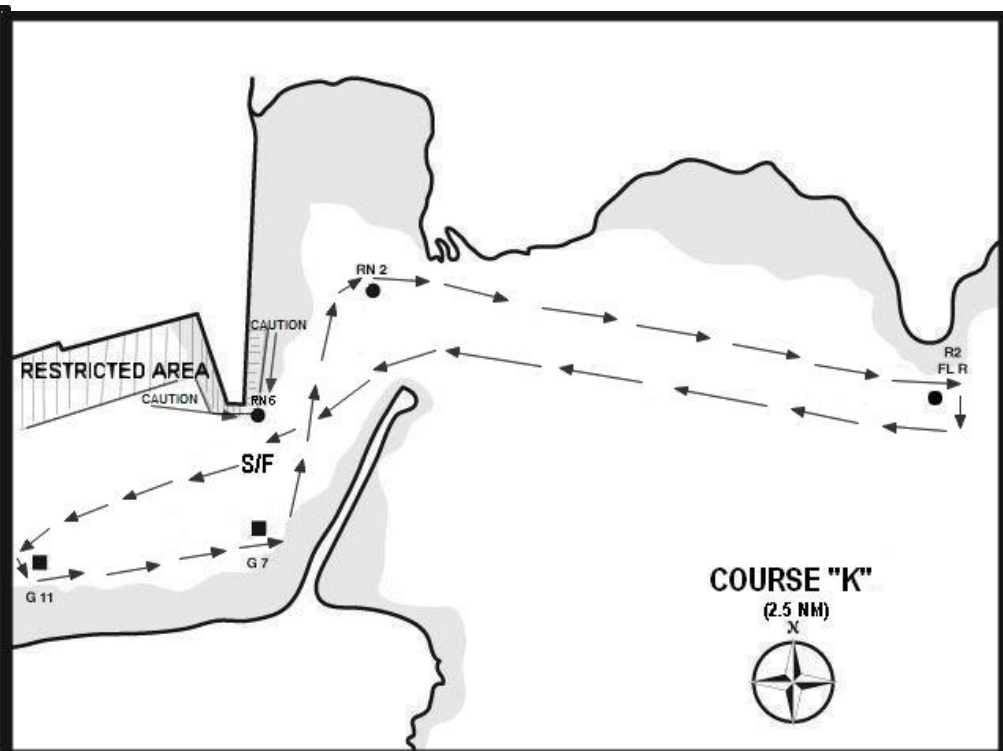 RN 2
CAUTION
R2
FL R
RESTRICTED AREA
CAUTION
RN6
S/F
G 7
G 11
COURSE "K"
(2.5 NM)
N